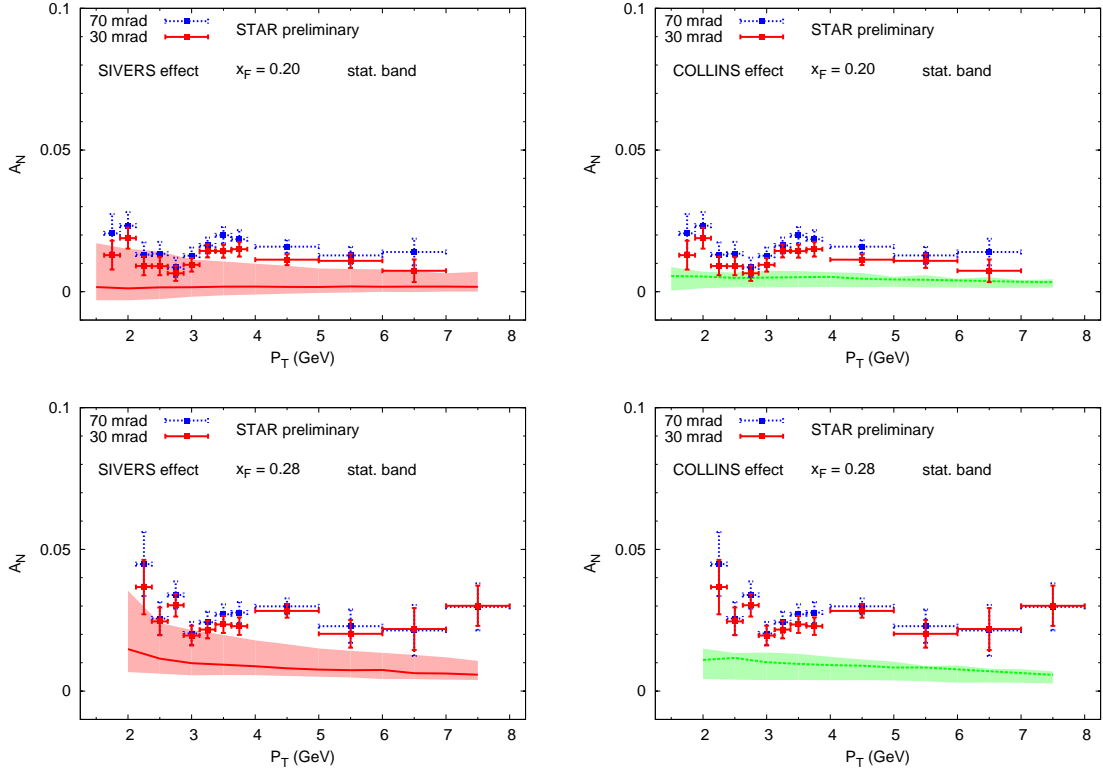 70 mrad
30 mrad
STAR preliminary
SIVERS effect x_F = 0.20 stat. band
0.1
0.05
0
A_N
2 3 4 5 6 7 8
P_T (GeV)
70 mrad
30 mrad
STAR preliminary
COLLINS effect x_F = 0.20 stat. band
0.1
0.05
0
A_N
2 3 4 5 6 7 8
P_T (GeV)
70 mrad
30 mrad
STAR preliminary
SIVERS effect x_F = 0.28 stat. band
0.1
0.05
0
A_N
2 3 4 5 6 7 8
P_T (GeV)
70 mrad
30 mrad
STAR preliminary
COLLINS effect x_F = 0.28 stat. band
0.1
0.05
0
A_N
2 3 4 5 6 7 8
P_T (GeV)